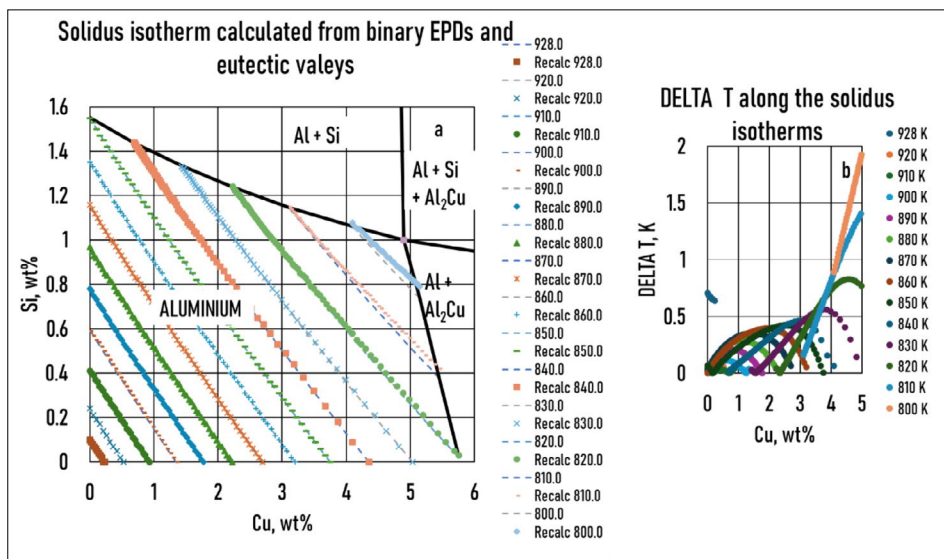 Solidus isotherm calculated from binary EPDs and
eutectic valeys
1.6
1.4
1.2
1
0.8
0.6
0.4
0.2
0
Si, wt%
0 1 2 3 4 5 6
Cu, wt%
Al + Si
a
Al + Si
+ Al₂Cu
Al +
Al₂Cu
ALUMINIUM
928.0
Recalc 928.0
920.0
Recalc 920.0
910.0
Recalc 910.0
900.0
Recalc 900.0
890.0
Recalc 890.0
880.0
Recalc 880.0
870.0
Recalc 870.0
860.0
Recalc 860.0
850.0
Recalc 850.0
840.0
Recalc 840.0
830.0
Recalc 830.0
820.0
Recalc 820.0
810.0
Recalc 810.0
800.0
Recalc 800.0
DELTA T along the solidus
isotherms
2
1.5
1
0.5
0
DELTA T, K
b
0 1 2 3 4 5
Cu, wt%
928 K
920 K
910 K
900 K
890 K
880 K
870 K
860 K
850 K
840 K
830 K
820 K
810 K
800 K